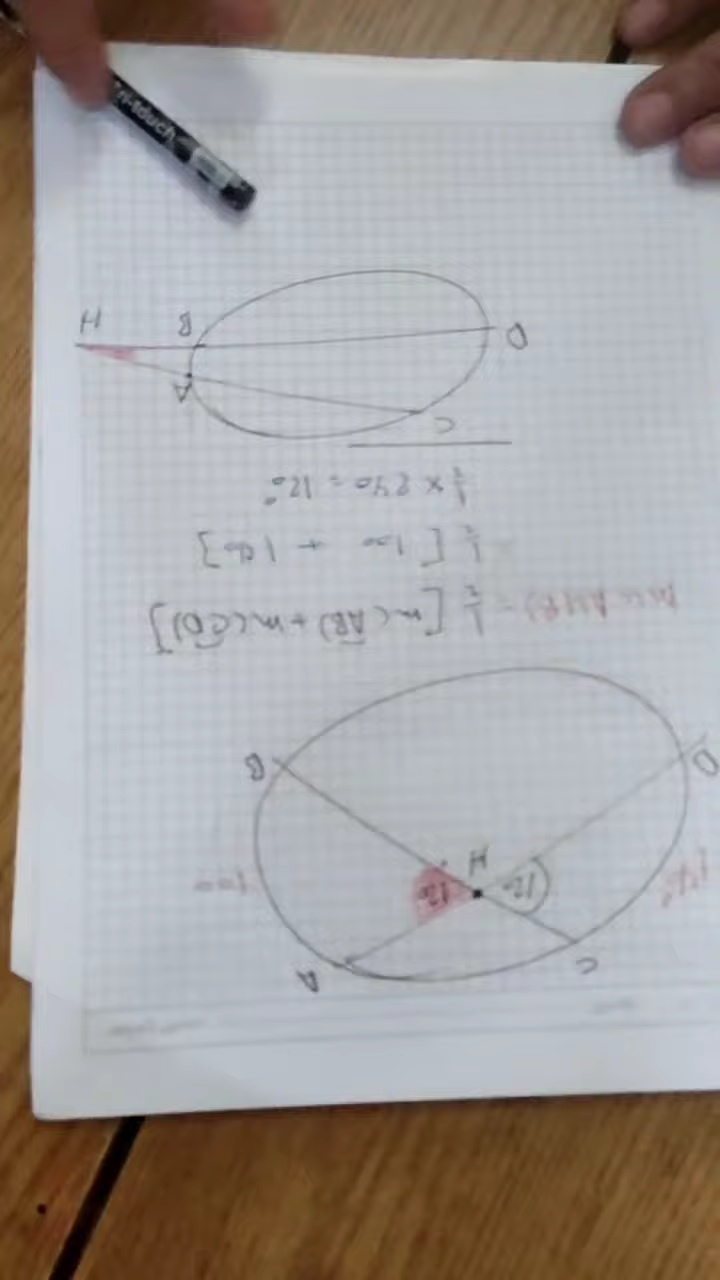 C A
140°
120 120
100
H
D B
m(<AHB) = 1/2 [m(AB) + m(CD)]
= 1/2 [100 + 140]
1/2 × 240 = 120°
C
A
D B H